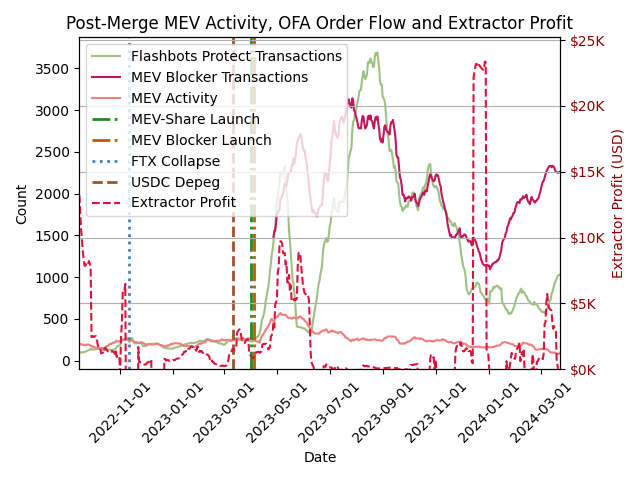 Post-Merge MEV Activity, OFA Order Flow and Extractor Profit
Flashbots Protect Transactions
MEV Blocker Transactions
MEV Activity
MEV-Share Launch
MEV Blocker Launch
FTX Collapse
USDC Depeg
Extractor Profit
Count
3500
3000
2500
2000
1500
1000
500
0
$25K
$20K
$15K
$10K
$5K
$0K
Extractor Profit (USD)
2022-11-01
2023-01-01
2023-03-01
2023-05-01
2023-07-01
2023-09-01
2023-11-01
2024-01-01
2024-03-01
Date